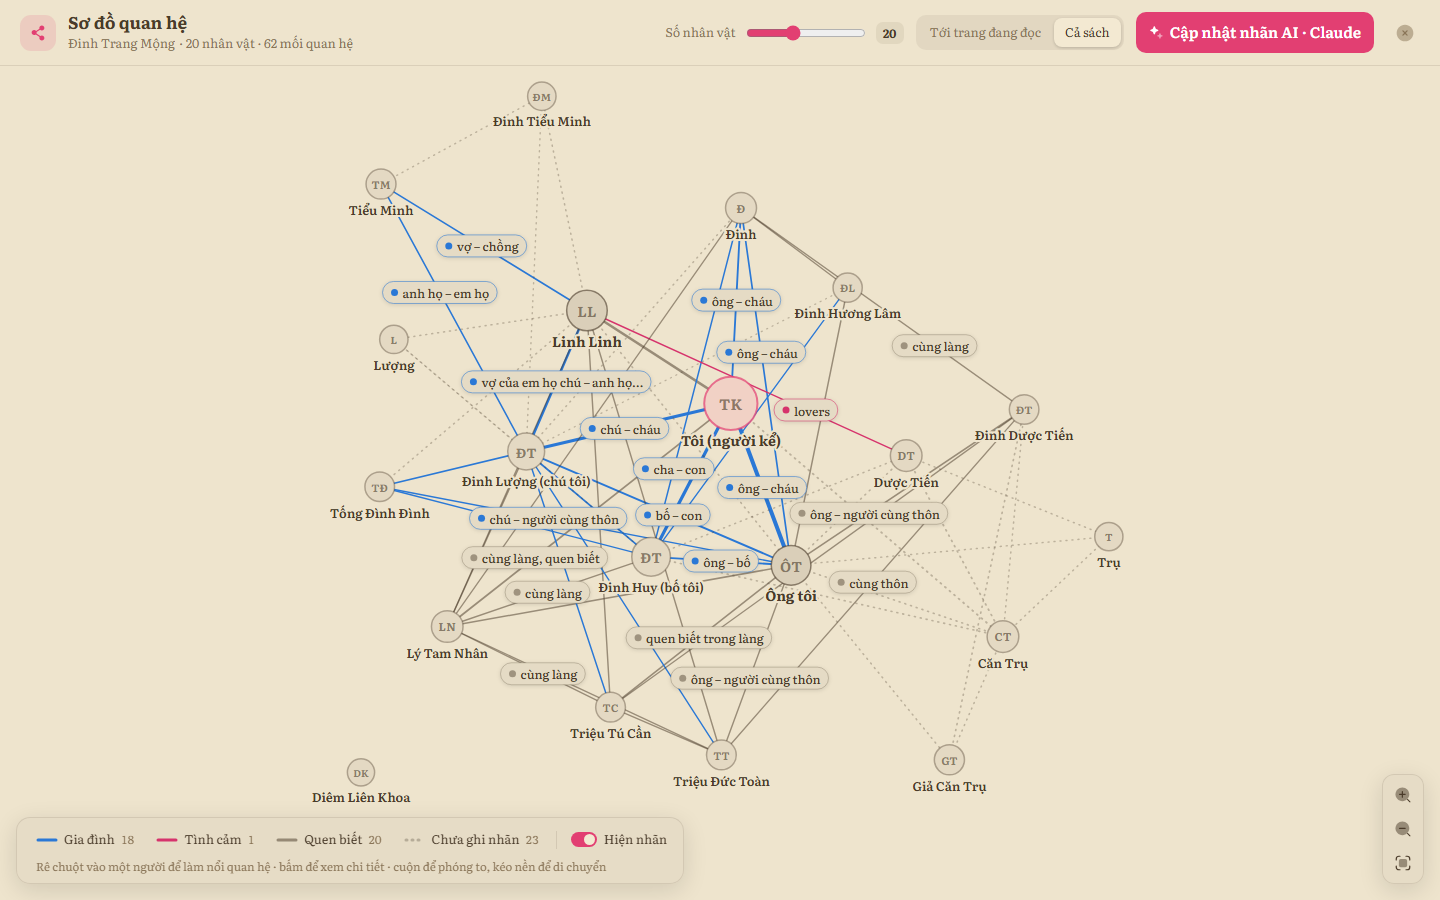 Sơ đồ quan hệ
Đinh Trang Mộng · 20 nhân vật · 62 mối quan hệ
Số nhân vật
20
Tới trang đang đọc
Cả sách
Cập nhật nhãn AI · Claude
ĐM
Đinh Tiểu Minh
TM
Tiểu Minh
Đ
Đinh
vợ – chồng
anh họ – em họ
ĐL
Đinh Hương Lâm
ông – cháu
LL
Linh Linh
L
Lượng
cùng làng
ông – cháu
vợ của em họ chú – anh họ...
TK
Tôi (người kể)
lovers
ĐT
Đinh Dược Tiến
chú – cháu
ĐT
Đinh Lượng (chú tôi)
DT
Dược Tiến
cha – con
TĐ
Tống Đình Đình
ông – cháu
chú – người cùng thôn
bố – con
ông – người cùng thôn
T
Trụ
cùng làng, quen biết
ĐT
Đinh Huy (bố tôi)
ông – bố
ÔT
Ông tôi
cùng thôn
cùng làng
LN
Lý Tam Nhân
quen biết trong làng
CT
Căn Trụ
cùng làng
ông – người cùng thôn
TC
Triệu Tú Cần
TT
Triệu Đức Toàn
GT
Giả Căn Trụ
DK
Diêm Liên Khoa
Gia đình 18
Tình cảm 1
Quen biết 20
Chưa ghi nhãn 23
Hiện nhãn
Rê chuột vào một người để làm nổi quan hệ · bấm để xem chi tiết · cuộn để phóng to, kéo nền để di chuyển